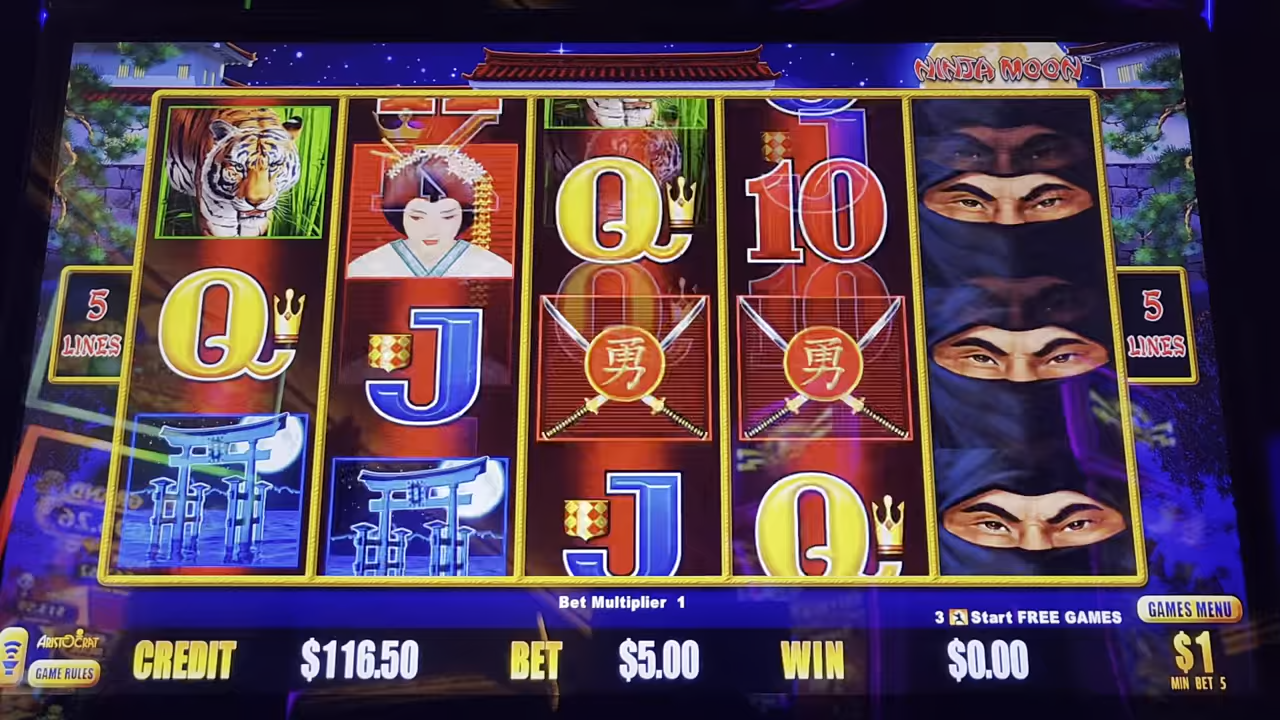 NINJA MOON
Q
10
5
LINES
Q
J
勇
勇
5
LINES
J
Q
Bet Multiplier 1
3 Start FREE GAMES
GAMES MENU
ARISTOCRAT
GAME RULES
CREDIT $116.50 BET $5.00 WIN $0.00
$1
MIN BET 5